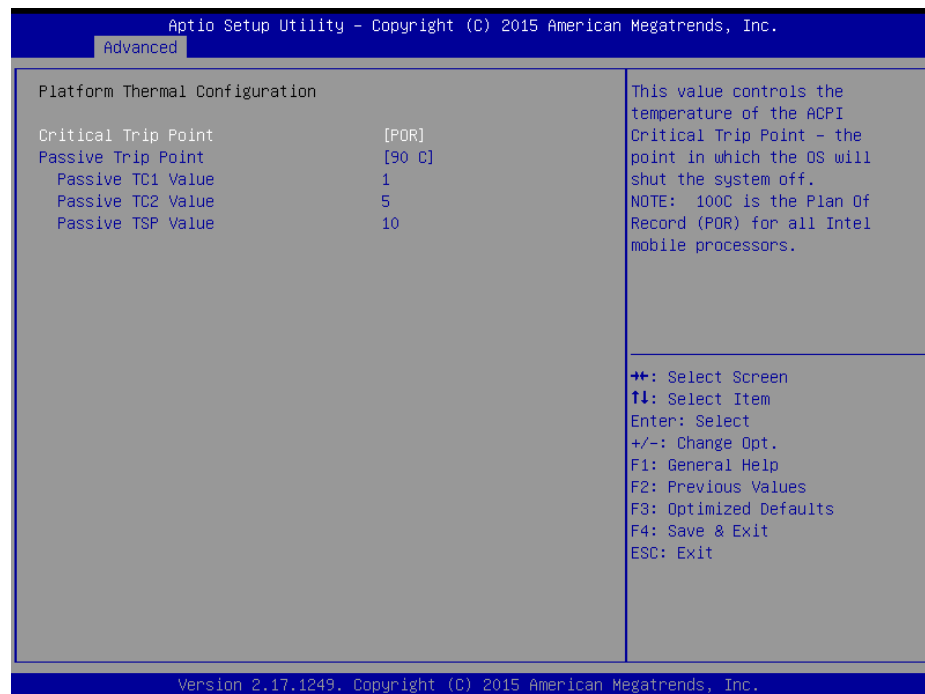 Aptio Setup Utility – Copyright (C) 2015 American Megatrends, Inc.
Advanced
Platform Thermal Configuration
Critical Trip Point [POR]
Passive Trip Point [90 C]
Passive TC1 Value 1
Passive TC2 Value 5
Passive TSP Value 10
This value controls the
temperature of the ACPI
Critical Trip Point – the
point in which the OS will
shut the system off.
NOTE: 100C is the Plan Of
Record (POR) for all Intel
mobile processors.
→←: Select Screen
↑↓: Select Item
Enter: Select
+/-: Change Opt.
F1: General Help
F2: Previous Values
F3: Optimized Defaults
F4: Save & Exit
ESC: Exit
Version 2.17.1249. Copyright (C) 2015 American Megatrends, Inc.